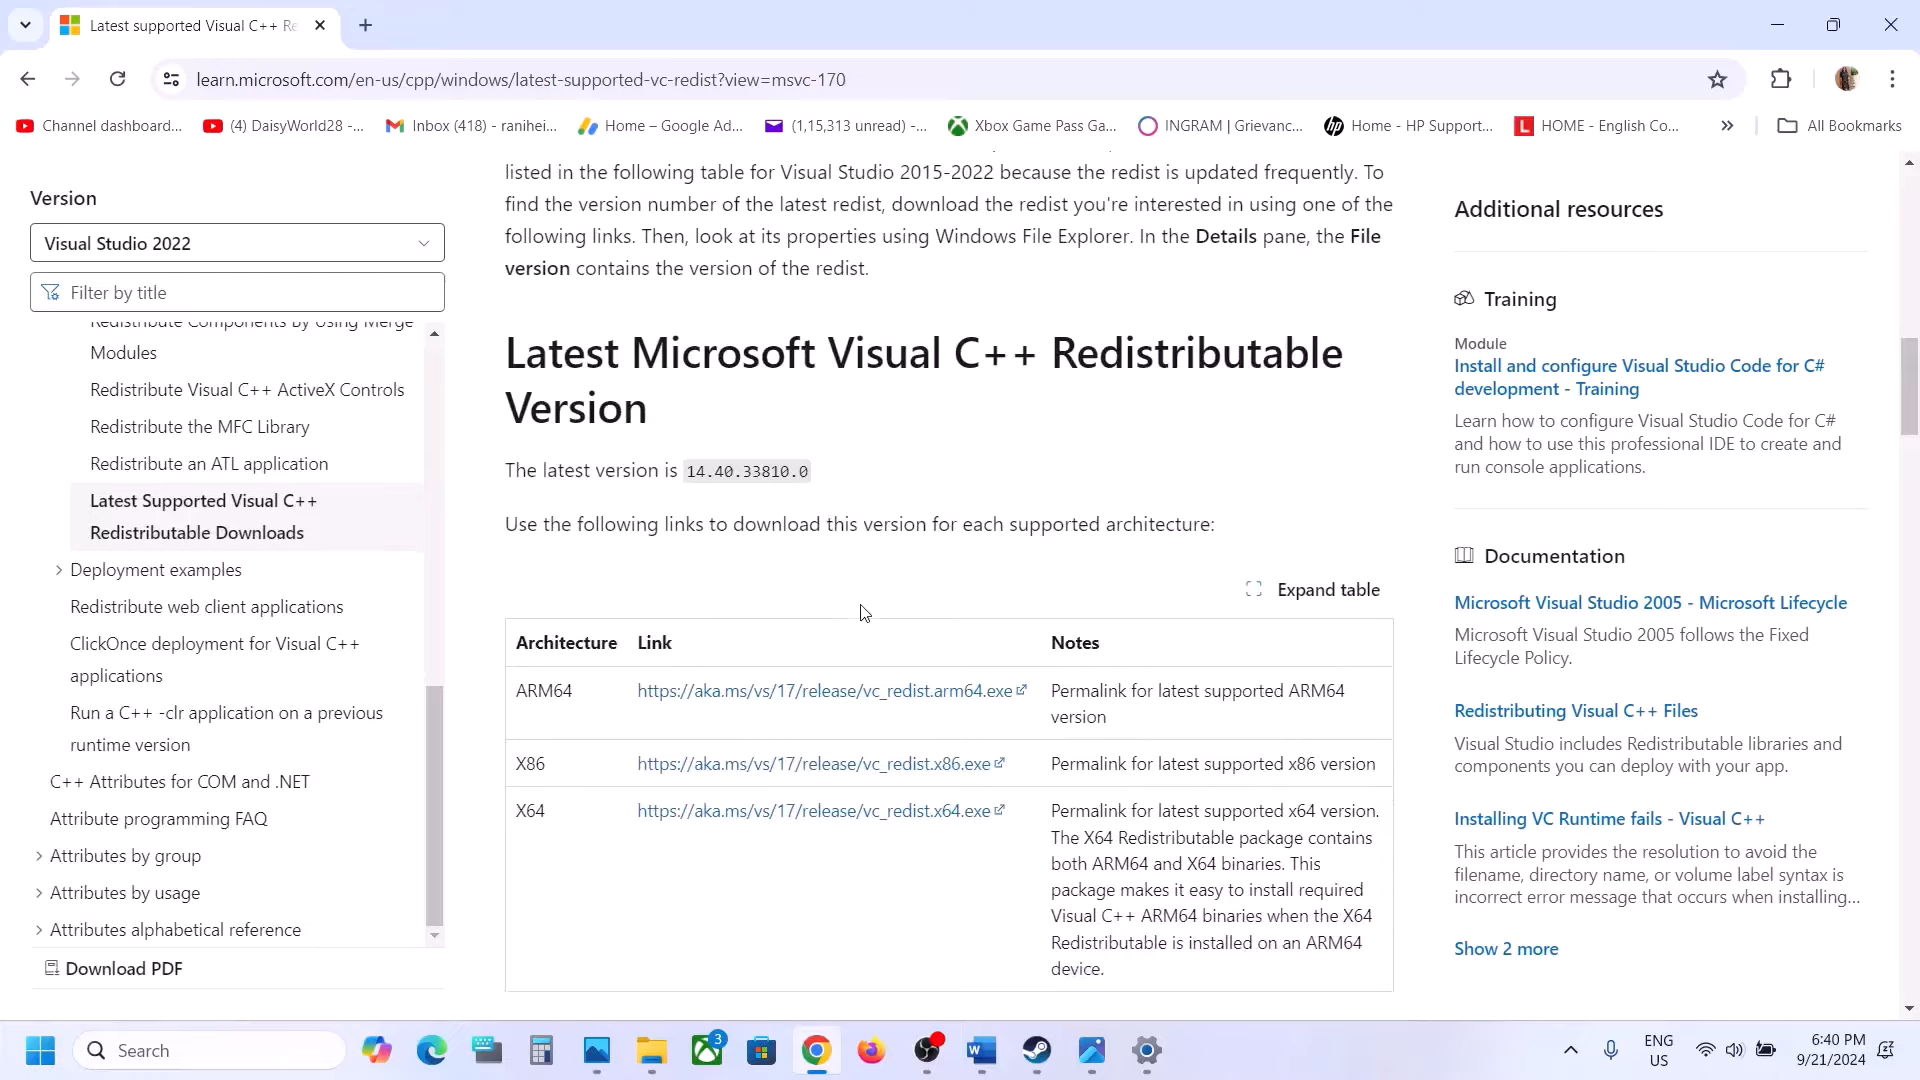 Latest supported Visual C++ Re
learn.microsoft.com/en-us/cpp/windows/latest-supported-vc-redist?view=msvc-170
Channel dashboard...
(4) DaisyWorld28 -...
Inbox (418) - ranihei...
Home – Google Ad...
(1,15,313 unread) -...
Xbox Game Pass Ga...
INGRAM | Grievanc...
Home - HP Support...
HOME - English Co...
All Bookmarks
Version
Visual Studio 2022
Filter by title
Redistribute Components By Using Merge
Modules
Redistribute Visual C++ ActiveX Controls
Redistribute the MFC Library
Redistribute an ATL application
Latest Supported Visual C++
Redistributable Downloads
Deployment examples
Redistribute web client applications
ClickOnce deployment for Visual C++
applications
Run a C++ -clr application on a previous
runtime version
C++ Attributes for COM and .NET
Attribute programming FAQ
Attributes by group
Attributes by usage
Attributes alphabetical reference
Download PDF
listed in the following table for Visual Studio 2015-2022 because the redist is updated frequently. To
find the version number of the latest redist, download the redist you're interested in using one of the
following links. Then, look at its properties using Windows File Explorer. In the Details pane, the File
version contains the version of the redist.
Latest Microsoft Visual C++ Redistributable
Version
The latest version is 14.40.33810.0
Use the following links to download this version for each supported architecture:
Expand table
Architecture Link Notes
ARM64 https://aka.ms/vs/17/release/vc_redist.arm64.exe Permalink for latest supported ARM64
version
X86 https://aka.ms/vs/17/release/vc_redist.x86.exe Permalink for latest supported x86 version
X64 https://aka.ms/vs/17/release/vc_redist.x64.exe Permalink for latest supported x64 version.
The X64 Redistributable package contains
both ARM64 and X64 binaries. This
package makes it easy to install required
Visual C++ ARM64 binaries when the X64
Redistributable is installed on an ARM64
device.
Additional resources
Training
Module
Install and configure Visual Studio Code for C#
development - Training
Learn how to configure Visual Studio Code for C#
and how to use this professional IDE to create and
run console applications.
Documentation
Microsoft Visual Studio 2005 - Microsoft Lifecycle
Microsoft Visual Studio 2005 follows the Fixed
Lifecycle Policy.
Redistributing Visual C++ Files
Visual Studio includes Redistributable libraries and
components you can deploy with your app.
Installing VC Runtime fails - Visual C++
This article provides the resolution to avoid the
filename, directory name, or volume label syntax is
incorrect error message that occurs when installing...
Show 2 more
Search
3
ENG
US
6:40 PM
9/21/2024